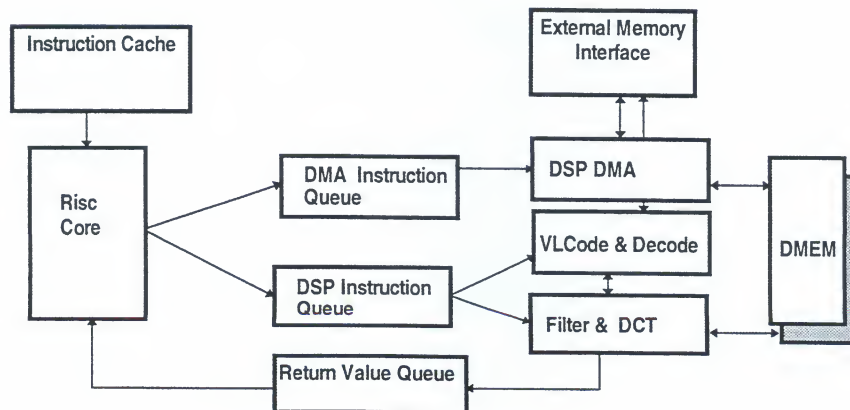 Instruction Cache
External Memory
Interface
Risc
Core
DMA Instruction
Queue
DSP DMA
VLCode & Decode
DMEM
DSP Instruction
Queue
Filter & DCT
Return Value Queue